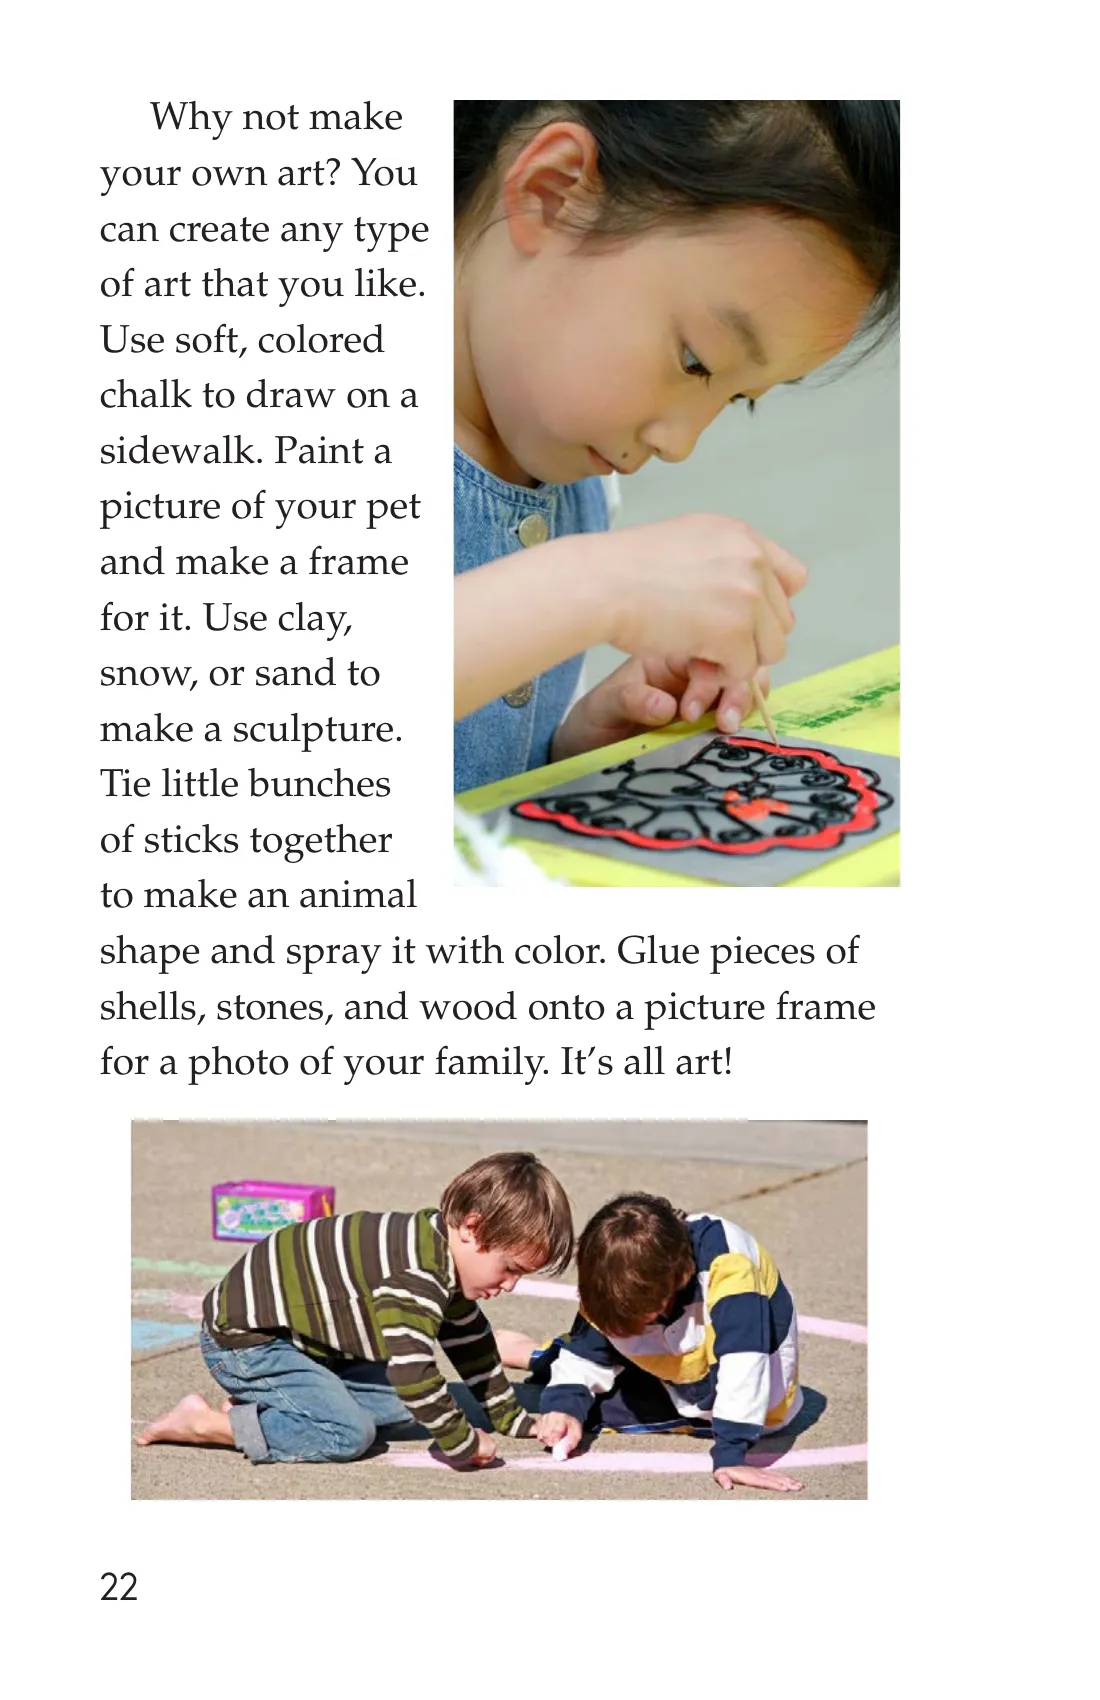 Why not make
your own art? You
can create any type
of art that you like.
Use soft, colored
chalk to draw on a
sidewalk. Paint a
picture of your pet
and make a frame
for it. Use clay,
snow, or sand to
make a sculpture.
Tie little bunches
of sticks together
to make an animal
shape and spray it with color. Glue pieces of
shells, stones, and wood onto a picture frame
for a photo of your family. It’s all art!
22